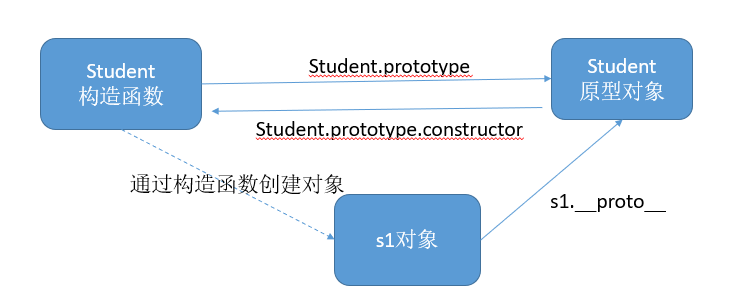 Student
构造函数
Student.prototype
Student
原型对象
Student.prototype.constructor
通过构造函数创建对象
s1.__proto__
s1对象